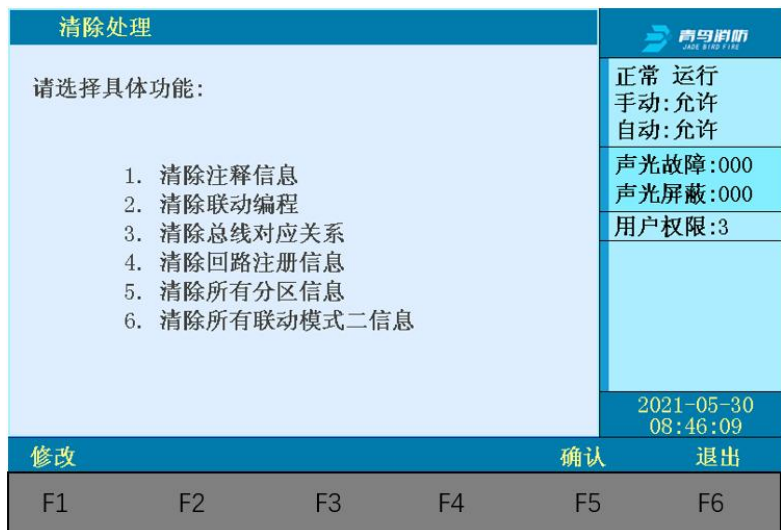 清除处理
青鸟消防
JADE BIRD FIRE
请选择具体功能:
1. 清除注释信息
2. 清除联动编程
3. 清除总线对应关系
4. 清除回路注册信息
5. 清除所有分区信息
6. 清除所有联动模式二信息
正常 运行
手动:允许
自动:允许
声光故障:000
声光屏蔽:000
用户权限:3
2021-05-30
08:46:09
修改 确认 退出
F1 F2 F3 F4 F5 F6